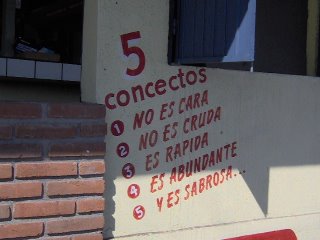 5
concectos
1 NO ES CARA
2 NO ES CRUDA
3 ES RAPIDA
4 ES ABUNDANTE
5 Y ES SABROSA...